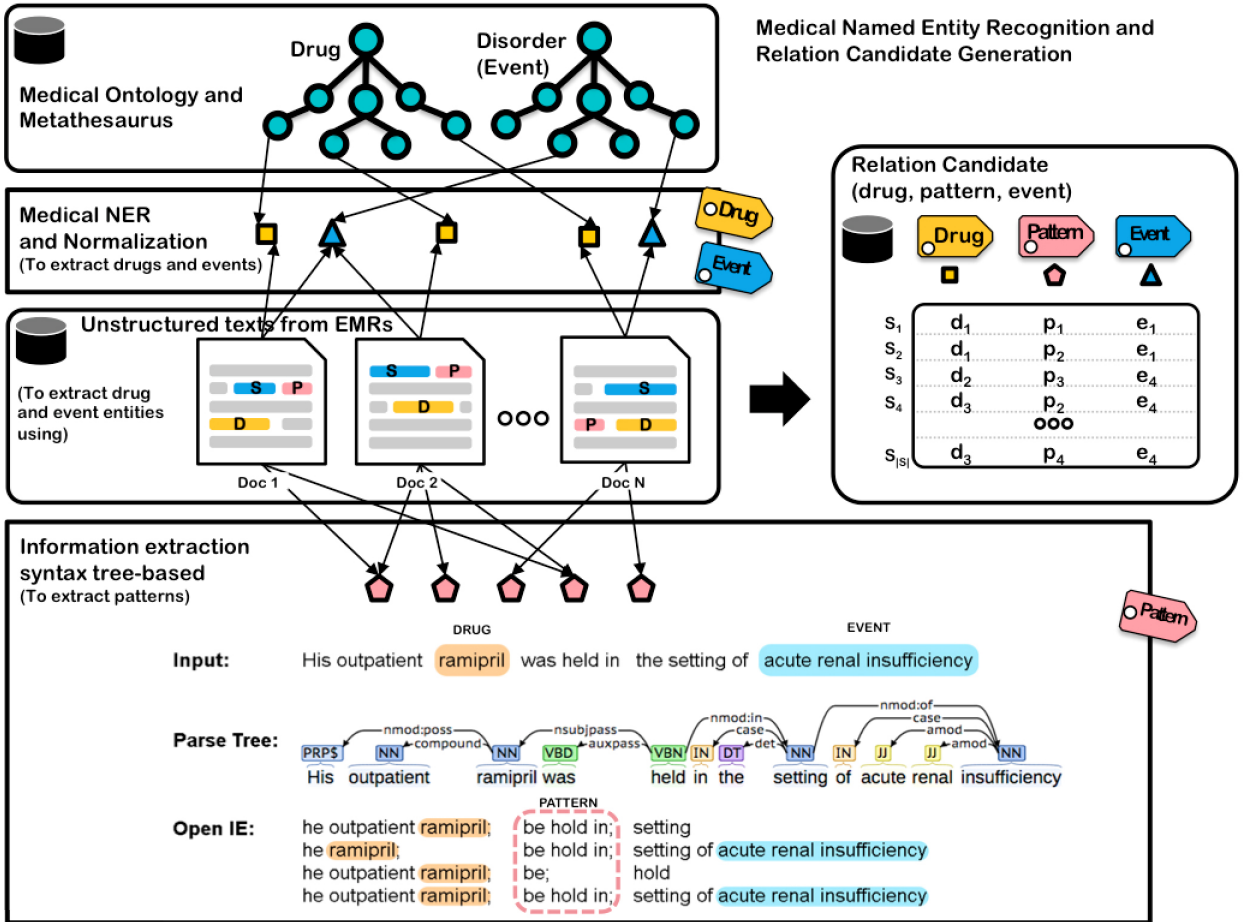 Medical Named Entity Recognition and
Relation Candidate Generation
Drug
Disorder
(Event)
Medical Ontology and
Metathesaurus
Medical NER
and Normalization
(To extract drugs and events)
Drug
Event
Unstructured texts from EMRs
(To extract drug
and event entities
using)
S P
D
Doc 1
S P
D
Doc 2
S
P D
Doc N
Relation Candidate
(drug, pattern, event)
Drug Pattern Event
S1 d1 p1 e1
S2 d1 p2 e1
S3 d2 p3 e4
S4 d3 p2 e4
S|S| d3 p4 e4
Information extraction
syntax tree-based
(To extract patterns)
Pattern
DRUG EVENT
Input: His outpatient ramipril was held in the setting of acute renal insufficiency
Parse Tree:
nmod:of
nmod:in case
nmod:poss nsubjpass case amod
compound auxpass det amod
PRP$ NN NN VBD VBN IN DT NN IN JJ JJ NN
His outpatient ramipril was held in the setting of acute renal insufficiency
PATTERN
Open IE: he outpatient ramipril; be hold in; setting
he ramipril; be hold in; setting of acute renal insufficiency
he outpatient ramipril; be; hold
he outpatient ramipril; be hold in; setting of acute renal insufficiency